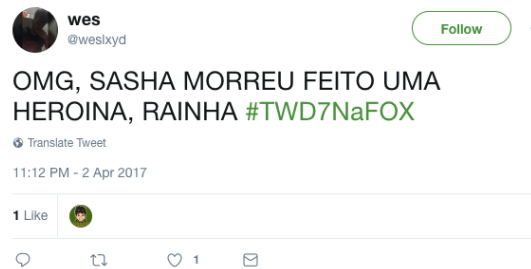 wes
@weslxyd
Follow
OMG, SASHA MORREU FEITO UMA
HEROINA, RAINHA #TWD7NaFOX
Translate Tweet
11:12 PM - 2 Apr 2017
1 Like
1